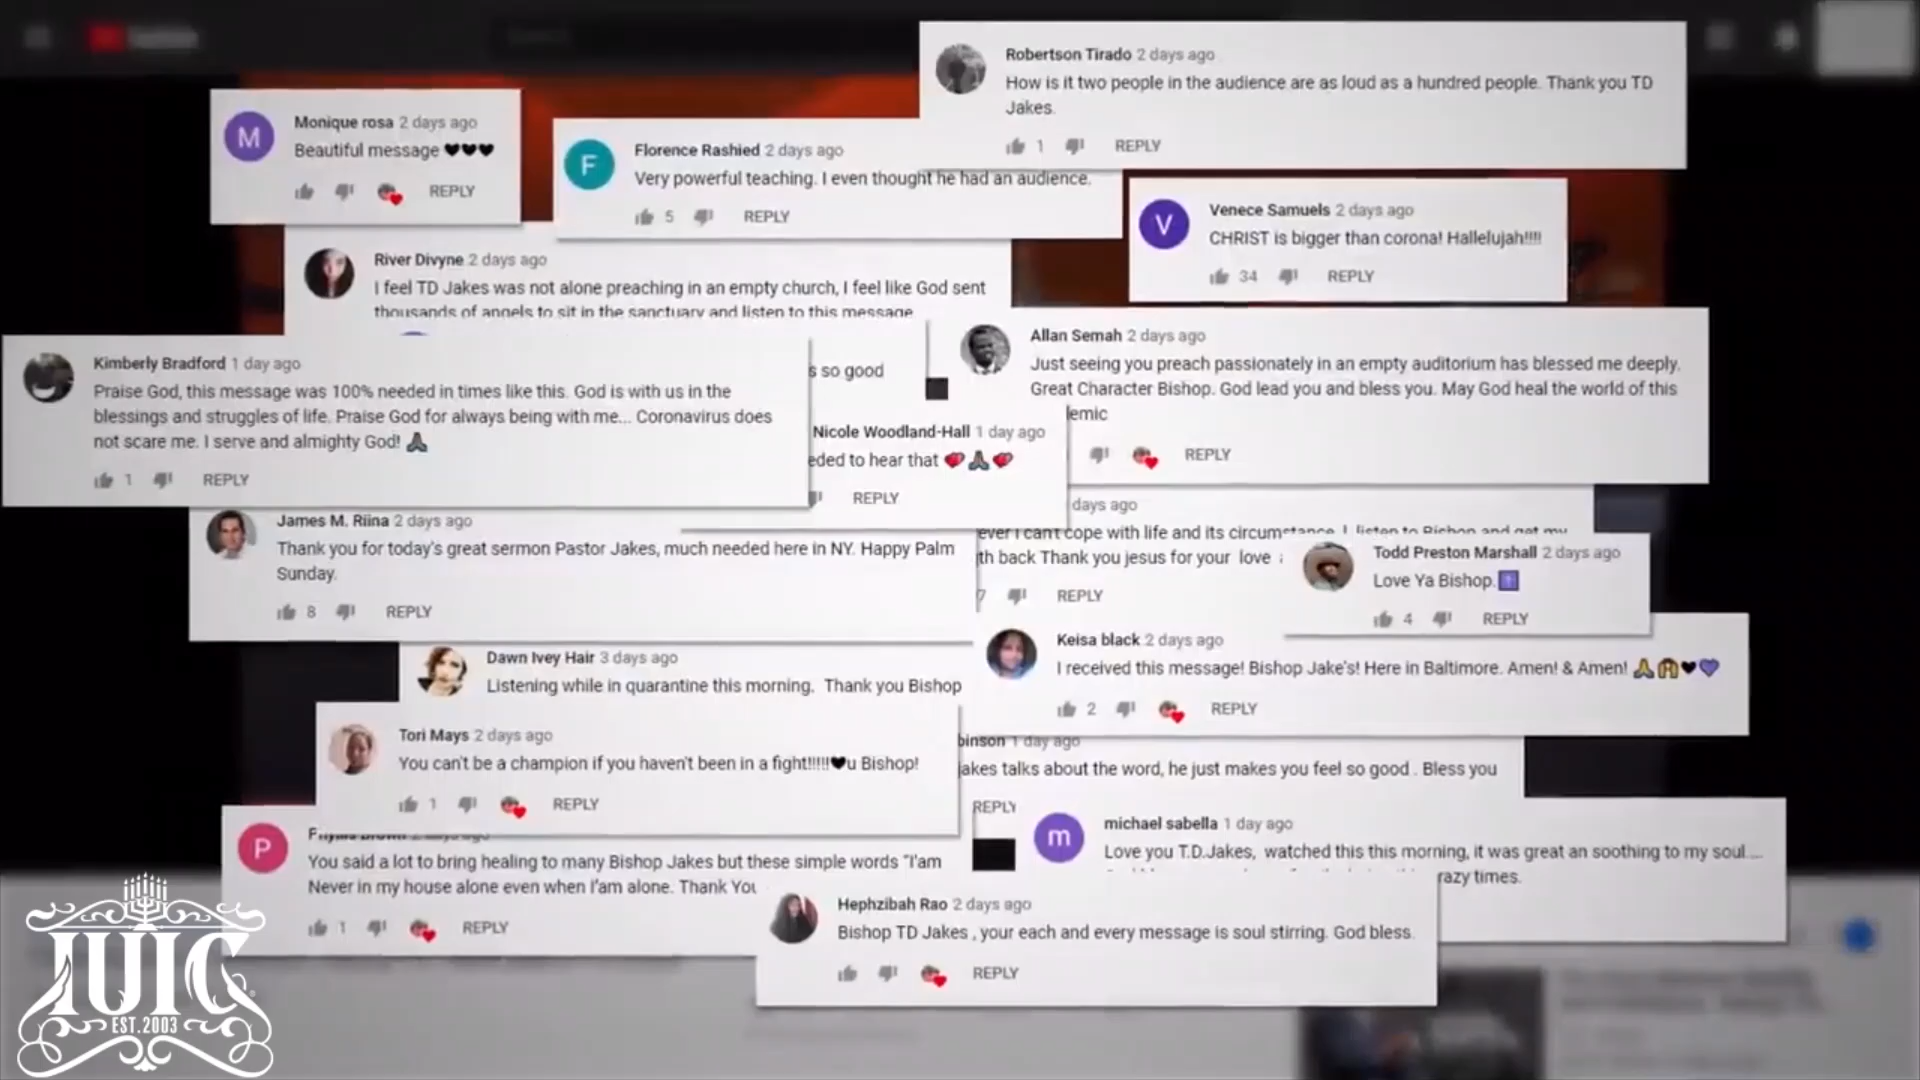 Robertson Tirado 2 days ago
How is it two people in the audience are as loud as a hundred people. Thank you TD
Jakes.
1 REPLY
M
Monique rosa 2 days ago
Beautiful message 🖤🖤🖤
REPLY
F
Florence Rashied 2 days ago
Very powerful teaching. I even thought he had an audience.
5 REPLY
V
Venece Samuels 2 days ago
CHRIST is bigger than corona! Hallelujah!!!!
34 REPLY
River Divyne 2 days ago
I feel TD Jakes was not alone preaching in an empty church, I feel like God sent
thousands of angels to sit in the sanctuary and listen to this message
Kimberly Bradford 1 day ago
Praise God, this message was 100% needed in times like this. God is with us in the
blessings and struggles of life. Praise God for always being with me... Coronavirus does
not scare me. I serve and almighty God! 🙏
1 REPLY
s so good
Allan Semah 2 days ago
Just seeing you preach passionately in an empty auditorium has blessed me deeply.
Great Character Bishop. God lead you and bless you. May God heal the world of this
demic
REPLY
Nicole Woodland-Hall 1 day ago
eded to hear that 💞🙏💞
REPLY
James M. Riina 2 days ago
Thank you for today's great sermon Pastor Jakes, much needed here in NY. Happy Palm
Sunday.
8 REPLY
days ago
ever I can't cope with life and its circumstance I listen to Bishop and get my
th back Thank you jesus for your love
7 REPLY
Todd Preston Marshall 2 days ago
Love Ya Bishop.
4 REPLY
Keisa black 2 days ago
I received this message! Bishop Jake's! Here in Baltimore. Amen! & Amen! 🙏🙌🖤💜
2 REPLY
Dawn Ivey Hair 3 days ago
Listening while in quarantine this morning. Thank you Bishop
Tori Mays 2 days ago
You can't be a champion if you haven't been in a fight!!!!!🖤u Bishop!
1 REPLY
binson 1 day ago
akes talks about the word, he just makes you feel so good . Bless you
REPLY
P
Phyllis Brown 2 days ago
You said a lot to bring healing to many Bishop Jakes but these simple words "I'am
Never in my house alone even when I'am alone. Thank You
1 REPLY
m
michael sabella 1 day ago
Love you T.D.Jakes, watched this this morning, it was great an soothing to my soul....
razy times.
Hephzibah Rao 2 days ago
Bishop TD Jakes , your each and every message is soul stirring. God bless.
REPLY
IUIC
EST.2003